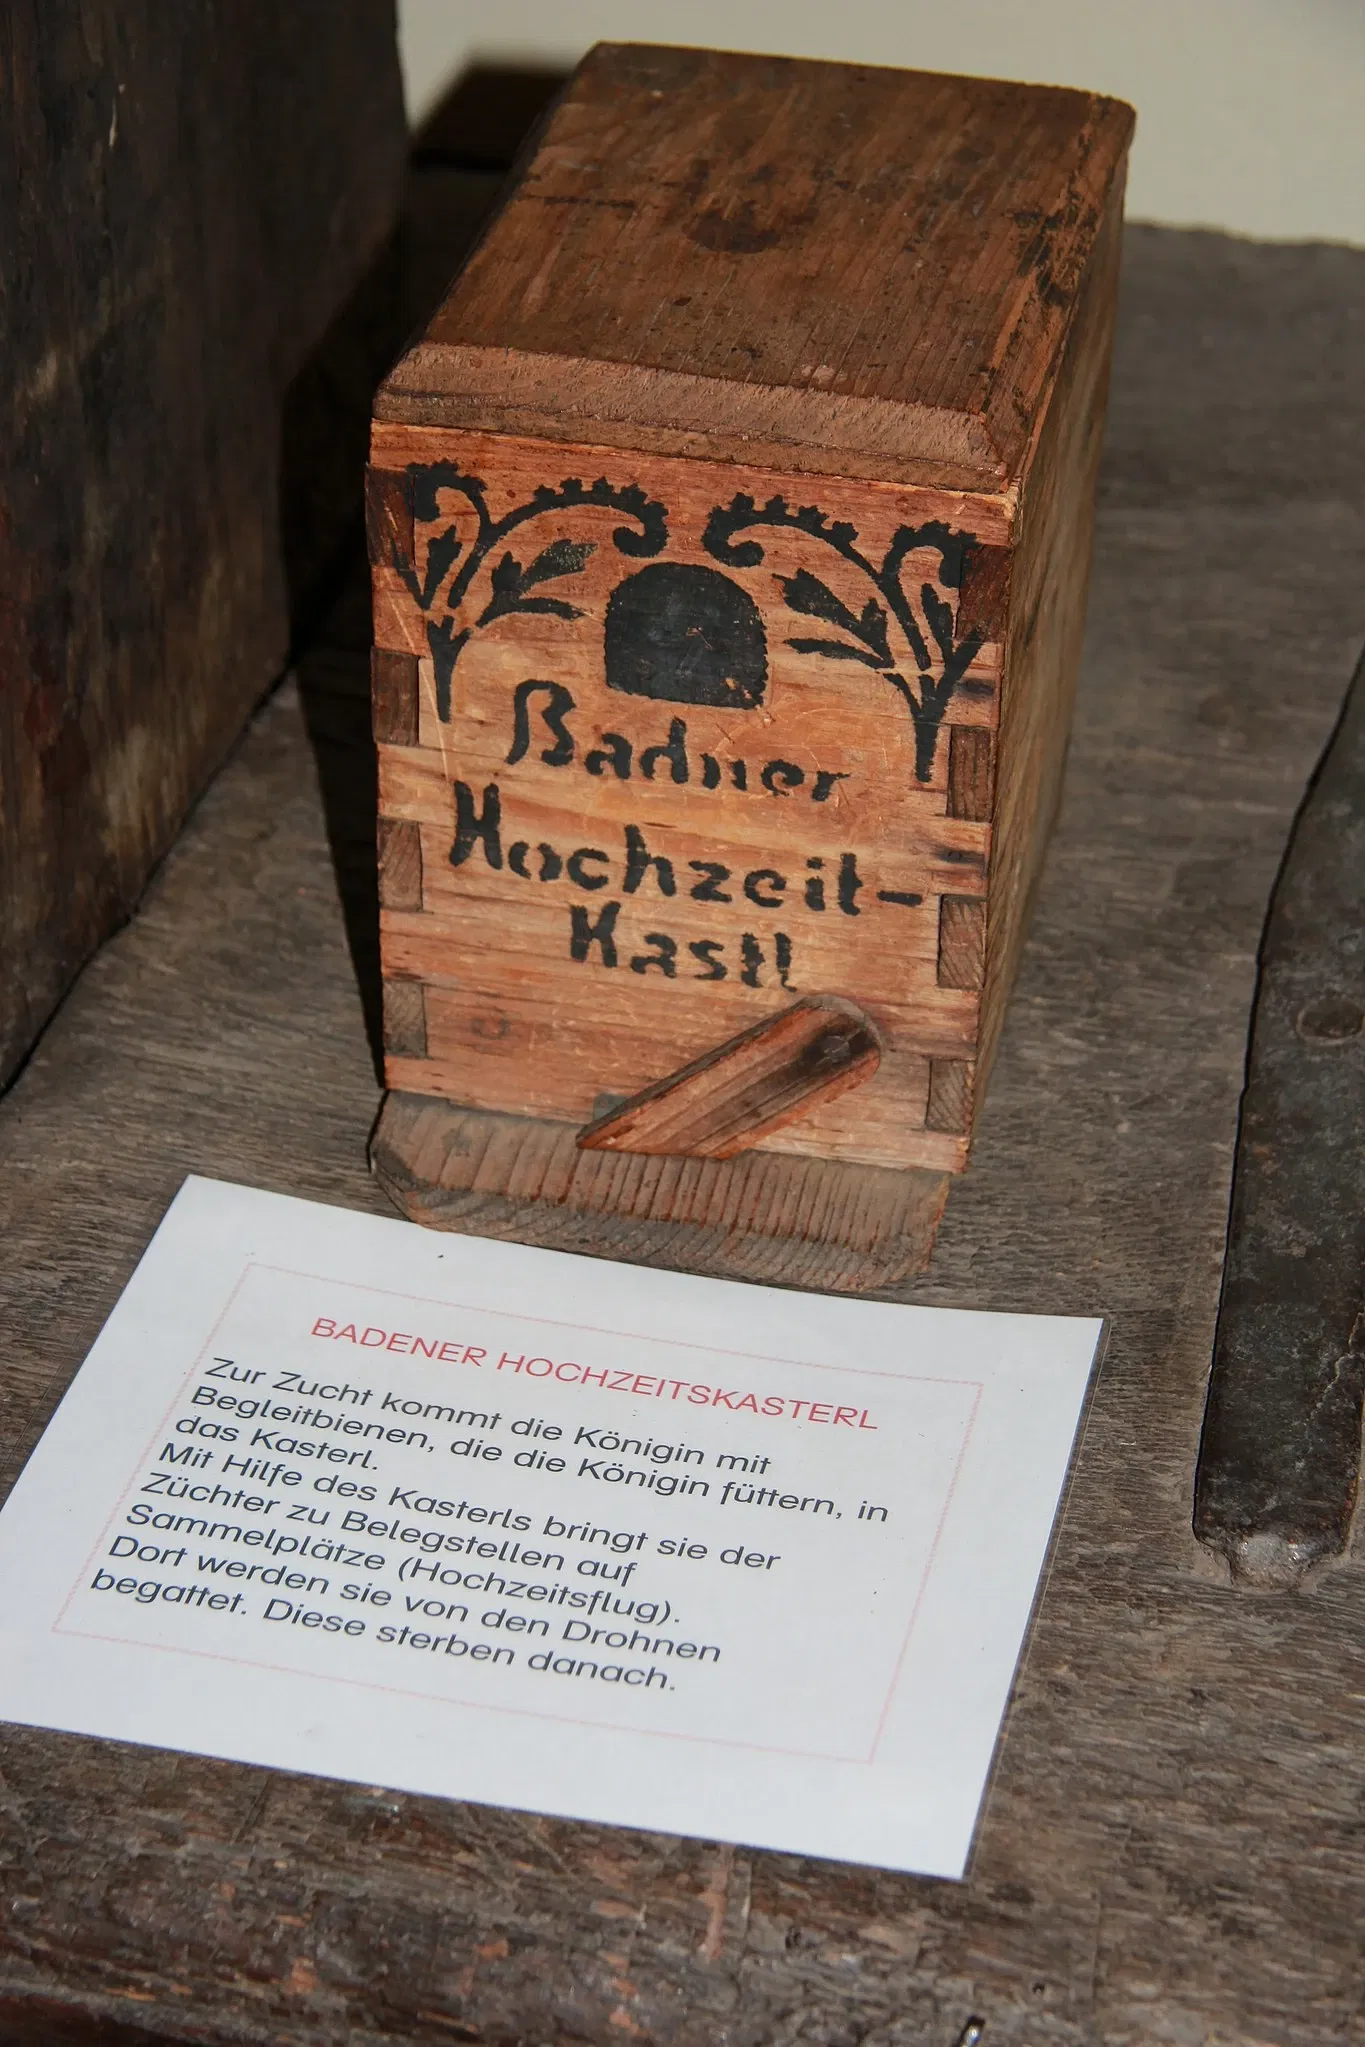 Badner
Hochzeit-
Kastl
BADENER HOCHZEITSKASTERL
Zur Zucht kommt die Königin mit
Begleitbienen, die die Königin füttern, in
das Kasterl.
Mit Hilfe des Kasterls bringt sie der
Züchter zu Belegstellen auf
Sammelplätze (Hochzeitsflug).
Dort werden sie von den Drohnen
begattet. Diese sterben danach.